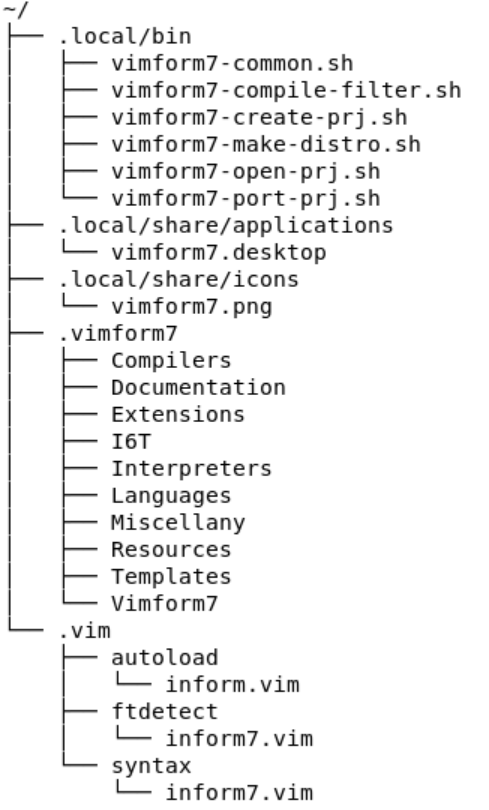 ~/
├── .local/bin
│   ├── vimform7-common.sh
│   ├── vimform7-compile-filter.sh
│   ├── vimform7-create-prj.sh
│   ├── vimform7-make-distro.sh
│   ├── vimform7-open-prj.sh
│   └── vimform7-port-prj.sh
├── .local/share/applications
│   └── vimform7.desktop
├── .local/share/icons
│   └── vimform7.png
├── .vimform7
│   ├── Compilers
│   ├── Documentation
│   ├── Extensions
│   ├── I6T
│   ├── Interpreters
│   ├── Languages
│   ├── Miscellany
│   ├── Resources
│   ├── Templates
│   └── Vimform7
└── .vim
    ├── autoload
    │   └── inform.vim
    ├── ftdetect
    │   └── inform7.vim
    └── syntax
        └── inform7.vim